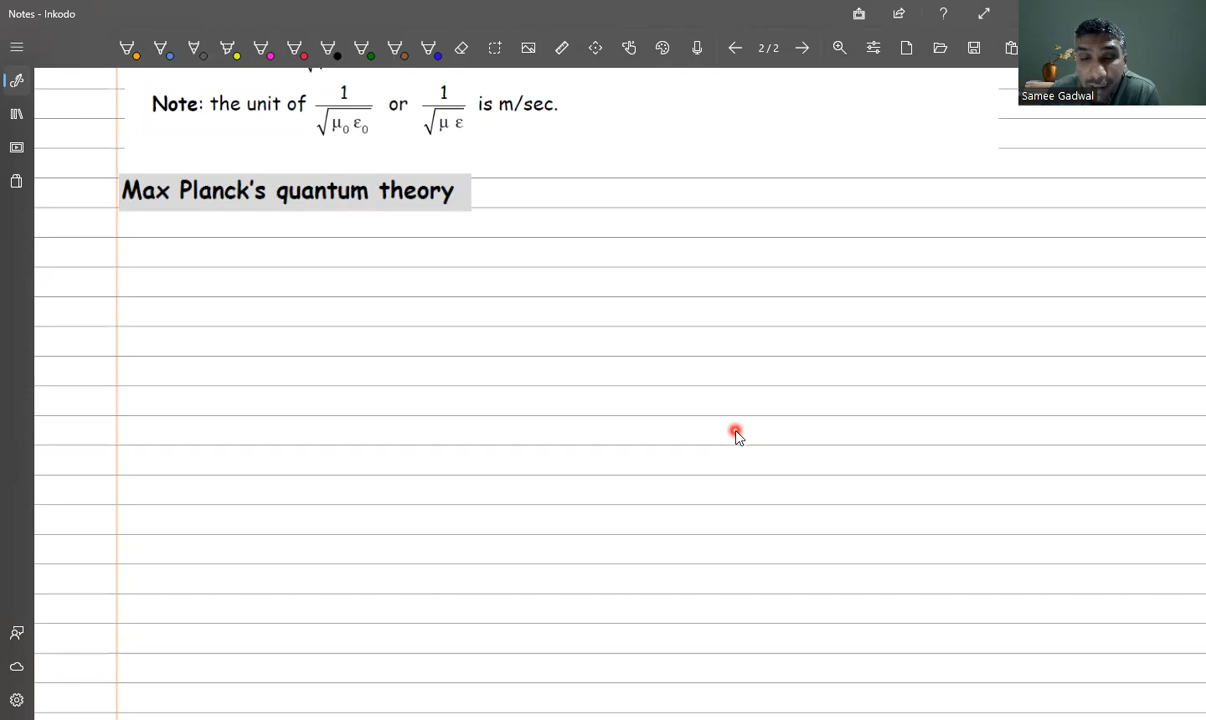 Notes - Inkodo
2/2
Samee Gadwal
Note: the unit of 1/√μ₀ ε₀ or 1/√μ ε is m/sec.
Max Planck's quantum theory